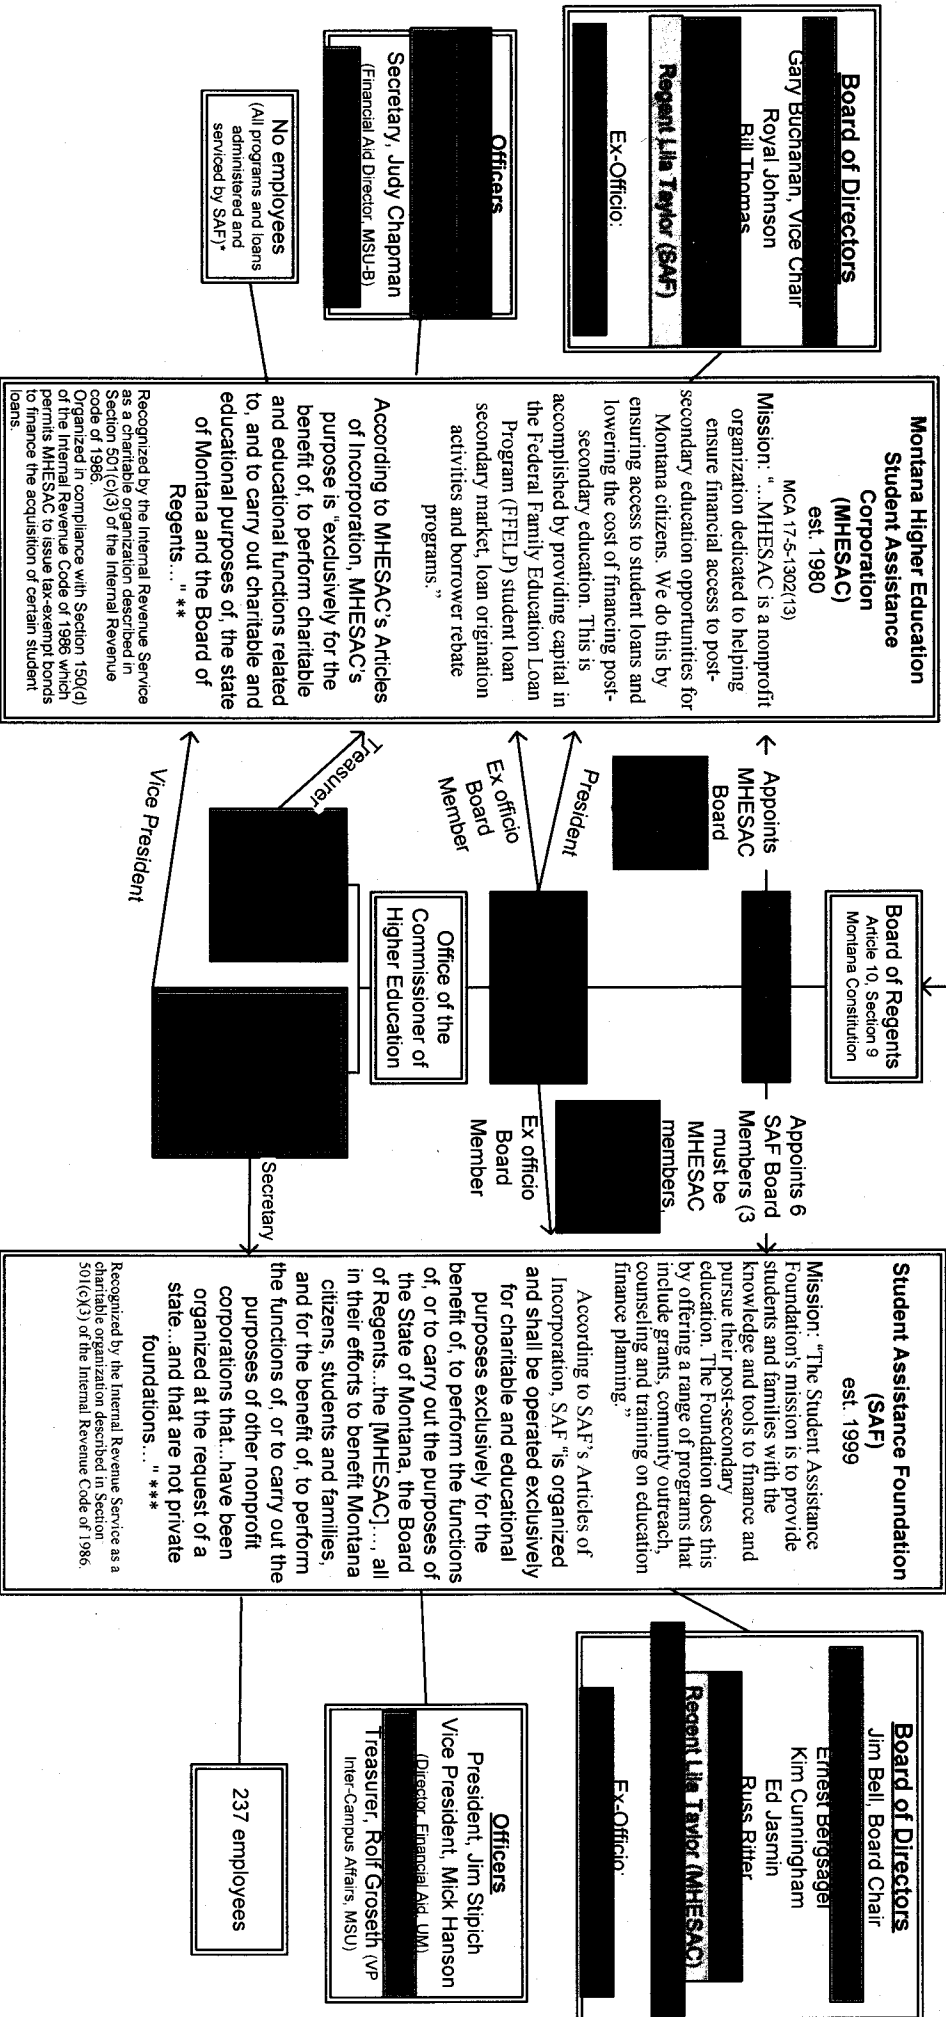 Board of Directors
Gary Buchanan, Vice Chair
Royal Johnson
Bill Thomas
Regent Lila Taylor (SAF)
Ex-Officio:
Officers
Secretary, Judy Chapman
(Financial Aid Director, MSU-B)
No employees
(All programs and loans
administered and
serviced by SAF)*
Montana Higher Education
Student Assistance
Corporation
(MHESAC)
est. 1980
MCA 17-5-1302(13)
Mission: "...MHESAC is a nonprofit
organization dedicated to helping
ensure financial access to post-
secondary education opportunities for
Montana citizens. We do this by
ensuring access to student loans and
lowering the cost of financing post-
secondary education. This is
accomplished by providing capital in
the Federal Family Education Loan
Program (FFELP) student loan
secondary market, loan origination
activities and borrower rebate
programs."
According to MHESAC's Articles
of Incorporation, MHESAC's
purpose is "exclusively for the
benefit of, to perform charitable
and educational functions related
to, and to carry out charitable and
educational purposes of, the state
of Montana and the Board of
Regents..." **
Recognized by the Internal Revenue Service
as a charitable organization described in
Section 501(c)(3) of the Internal Revenue
code of 1986.
Organized in compliance with Section 150(d)
of the Internal Revenue Code of 1986 which
permits MHESAC to issue tax-exempt bonds
to finance the acquisition of certain student
loans.
Board of Regents
Article 10, Section 9
Montana Constitution
Appoints
MHESAC
Board
Appoints 6
SAF Board
Members (3
must be
MHESAC
members,
President
Ex officio
Board
Member
Ex officio
Board
Member
Office of the
Commissioner of
Higher Education
Treasurer
Vice President
Secretary
Student Assistance Foundation
(SAF)
est. 1999
Mission: "The Student Assistance
Foundation's mission is to provide
students and families with the
knowledge and tools to finance and
pursue their post-secondary
education. The Foundation does this
by offering a range of programs that
include grants, community outreach,
counseling and training on education
finance planning."
According to SAF's Articles of
Incorporation, SAF "is organized
and shall be operated exclusively
for charitable and educational
purposes exclusively for the
benefit of, to perform the functions
of, or to carry out the purposes of
the State of Montana, the Board
of Regents...the [MHESAC]..., all
in their efforts to benefit Montana
citizens, students and families,
and for the benefit of, to perform
the functions of, or to carry out the
purposes of other nonprofit
corporations that...have been
organized at the request of a
state...and that are not private
foundations..." ***
Recognized by the Internal Revenue Service as a
charitable organization described in Section
501(c)(3) of the Internal Revenue Code of 1986.
Board of Directors
Jim Bell, Board Chair
Ernest Bergsager
Kim Cunningham
Ed Jasmin
Russ Ritter
Regent Lila Taylor (MHESAC)
Ex-Officio:
Officers
President, Jim Stipich
Vice President, Mick Hanson
(Director, Financial Aid, UM)
Treasurer, Rolf Groseth (VP
Inter-Campus Affairs, MSU)
237 employees